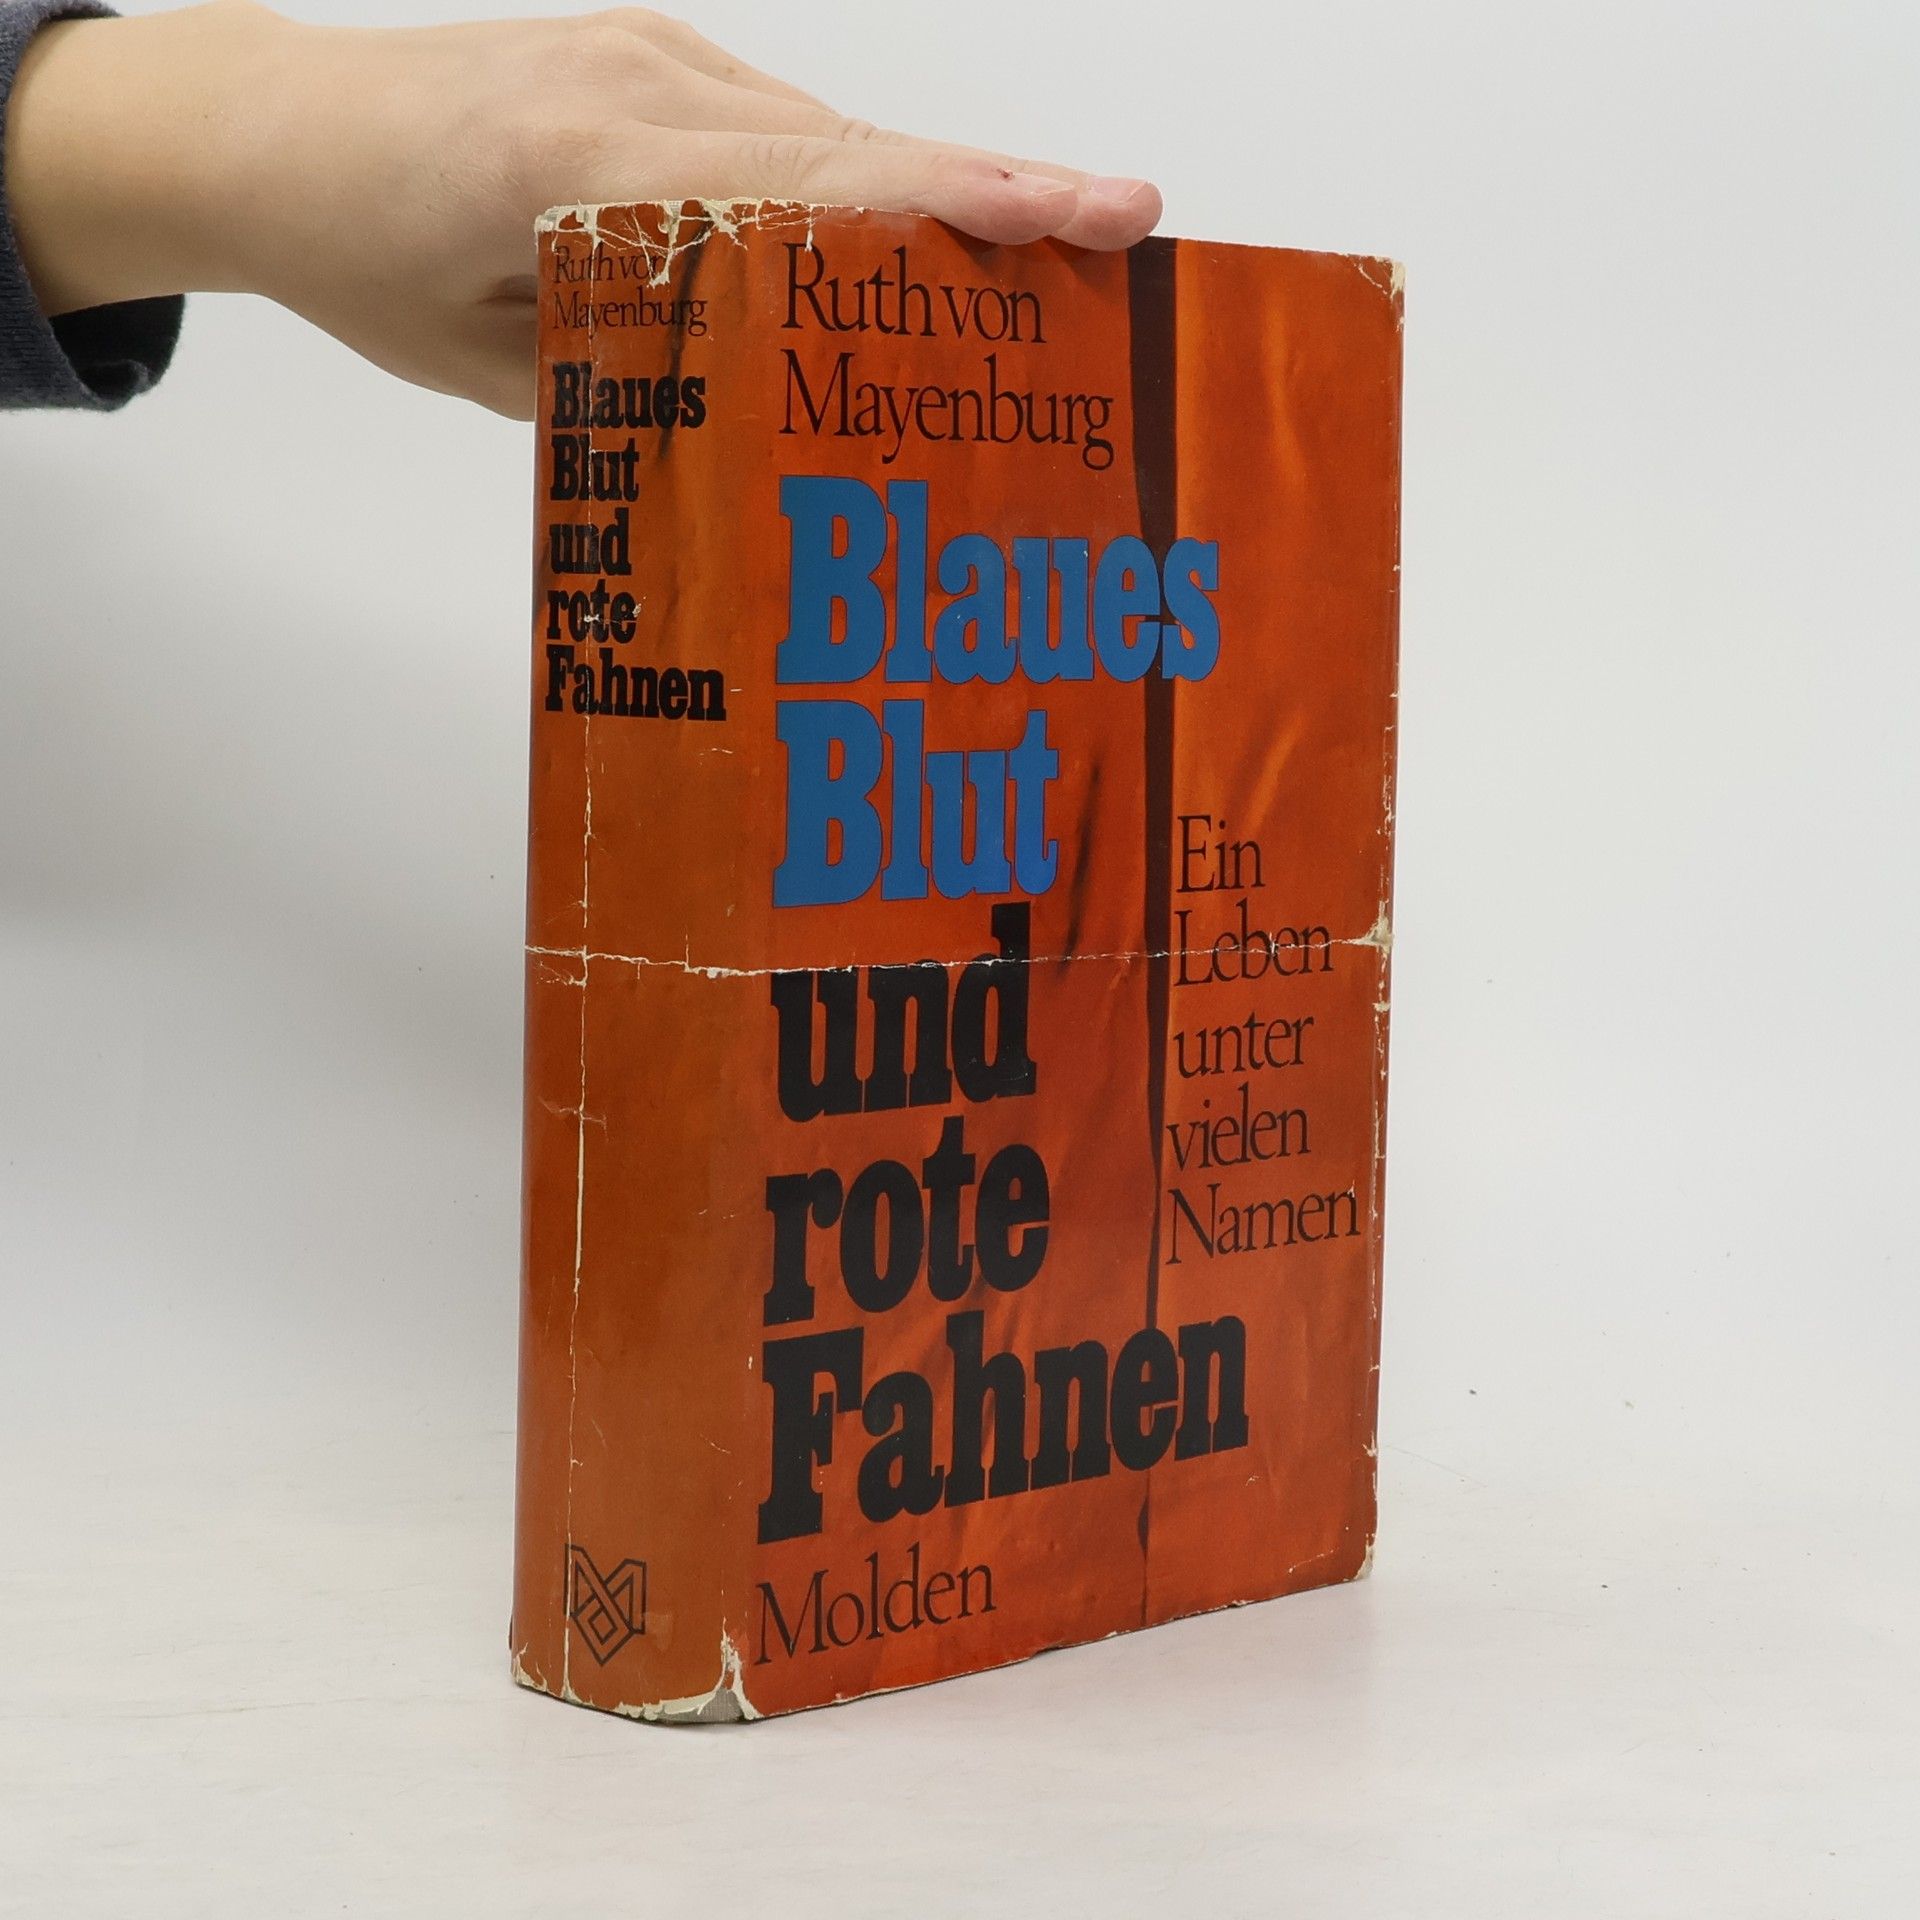 Ruth von
Mayenburg
Blaues
Blut
und
rote
Fahnen
Ruth von
Mayenburg
Blaues
Blut
und
rote
Fahnen
Ein
Leben
unter
vielen
Namen
Molden